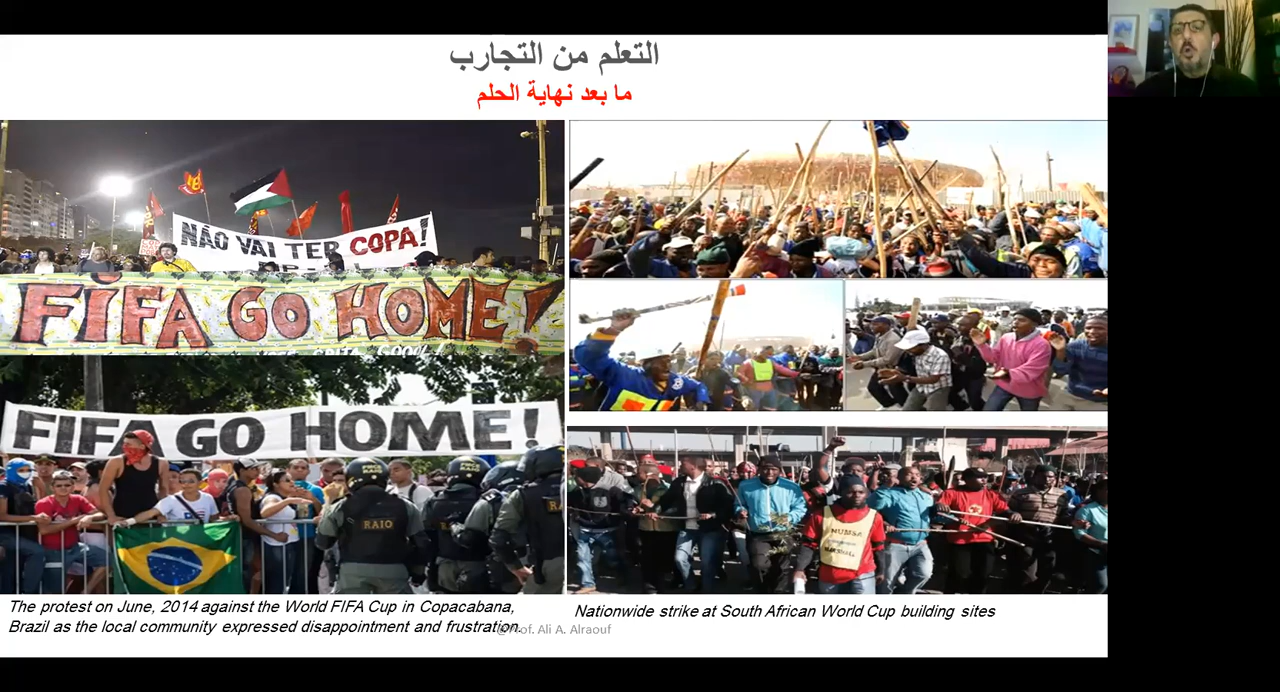 التعلم من التجارب
ما بعد نهاية الحلم
NÃO VAI TER COPA!
FIFA GO HOME!
FIFA GO HOME!
RAIO
NUMSA
The protest on June, 2014 against the World FIFA Cup in Copacabana,
Brazil as the local community expressed disappointment and frustration.
Nationwide strike at South African World Cup building sites
@Prof. Ali A. Alraouf